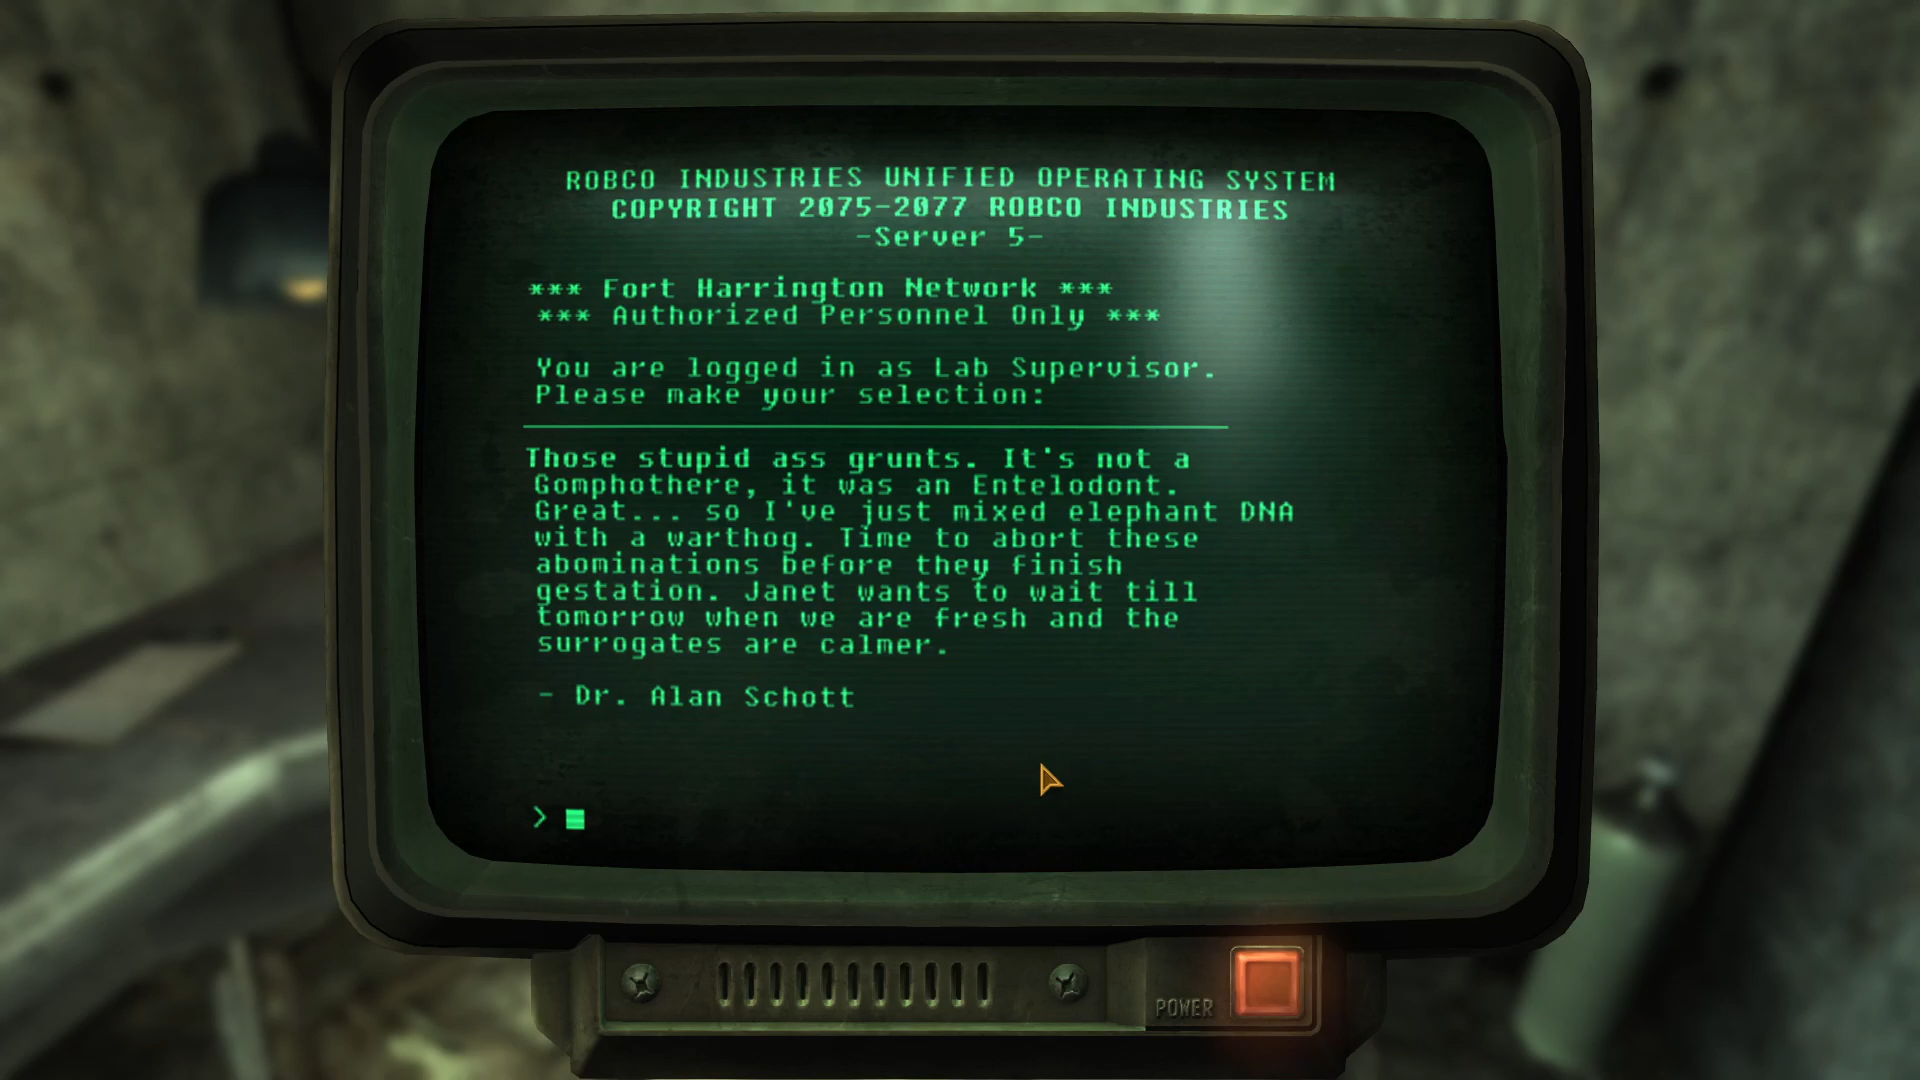 ROBCO INDUSTRIES UNIFIED OPERATING SYSTEM
COPYRIGHT 2075-2077 ROBCO INDUSTRIES
-Server 5-
*** Fort Harrington Network ***
*** Authorized Personnel Only ***
You are logged in as Lab Supervisor.
Please make your selection:
Those stupid ass grunts. It's not a
Gomphothere, it was an Entelodont.
Great... so I've just mixed elephant DNA
with a warthog. Time to abort these
abominations before they finish
gestation. Janet wants to wait till
tomorrow when we are fresh and the
surrogates are calmer.
- Dr. Alan Schott
>
POWER